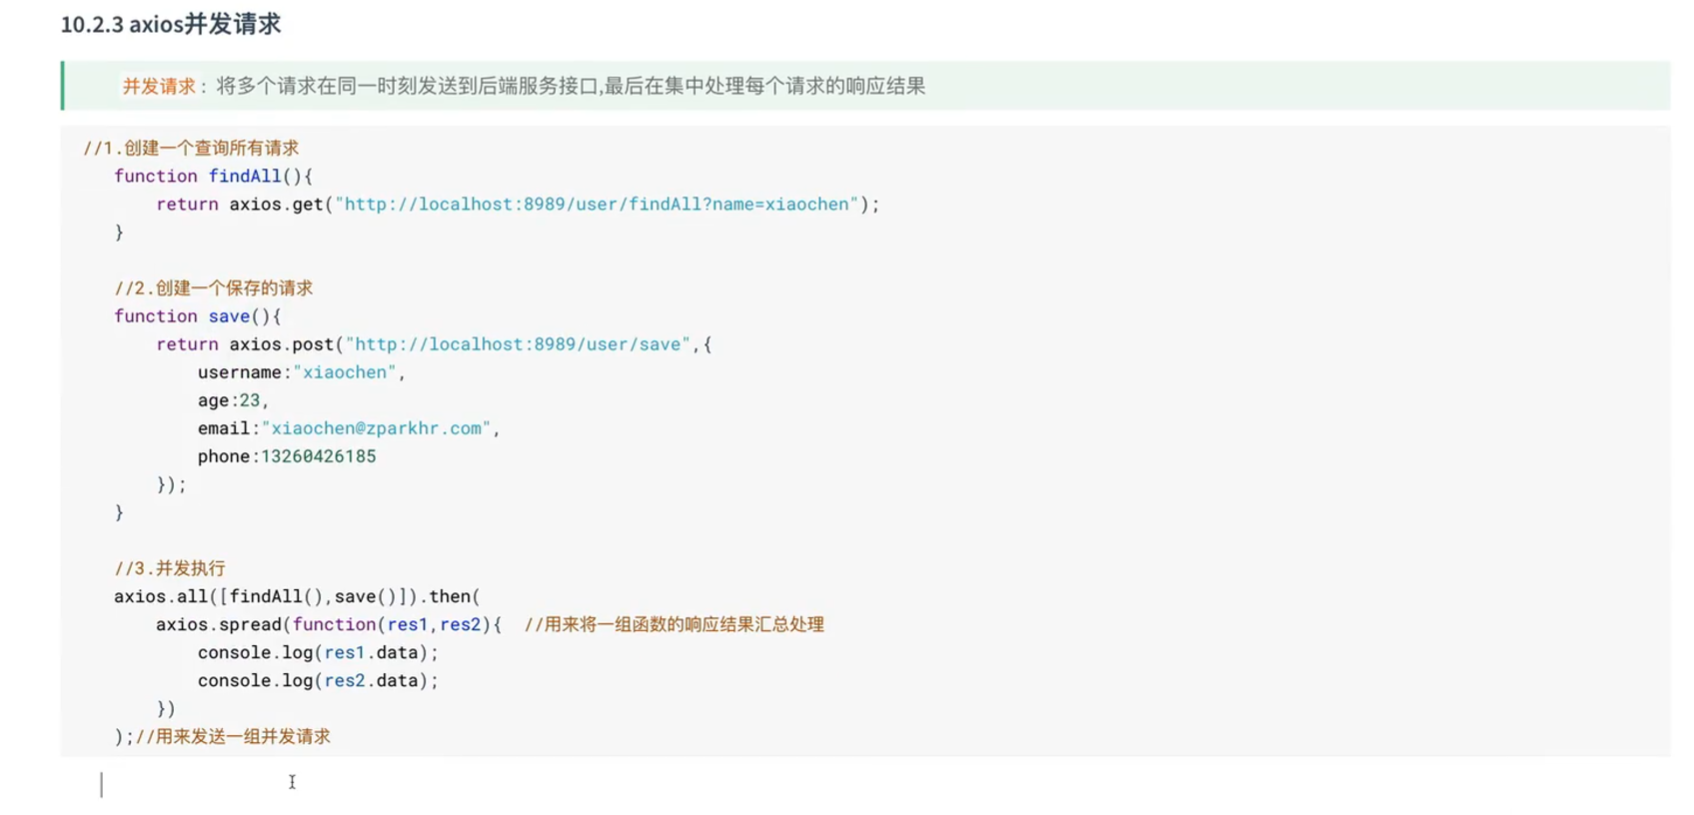 10.2.3 axios并发请求
并发请求: 将多个请求在同一时刻发送到后端服务接口,最后在集中处理每个请求的响应结果
//1.创建一个查询所有请求
function findAll(){
return axios.get("http://localhost:8989/user/findAll?name=xiaochen");
}
//2.创建一个保存的请求
function save(){
return axios.post("http://localhost:8989/user/save",{
username:"xiaochen",
age:23,
email:"xiaochen@zparkhr.com",
phone:13260426185
});
}
//3.并发执行
axios.all([findAll(),save()]).then(
axios.spread(function(res1,res2){ //用来将一组函数的响应结果汇总处理
console.log(res1.data);
console.log(res2.data);
})
);//用来发送一组并发请求